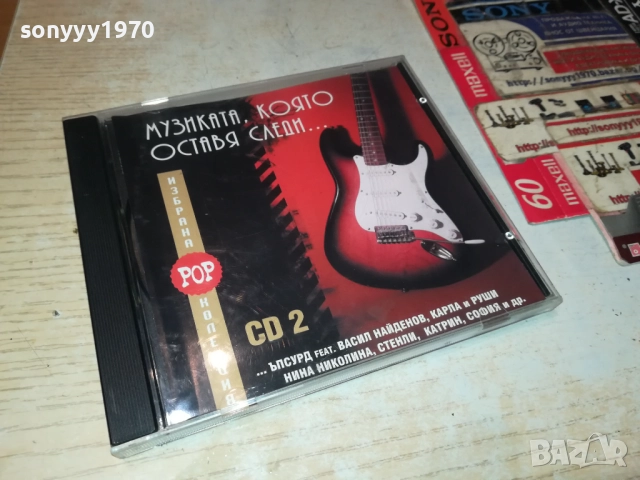 sonyyy1970
МУЗИКАТА, КОЯТО
ОСТАВЯ СЛЕДИ...
ИЗБРАНА
POP
КОЛЕКЦИЯ
CD 2
... ЪПСУРД FEAT. ВАСИЛ НАЙДЕНОВ, КАРЛА и РУШИ
НИНА НИКОЛИНА, СТЕНЛИ, КАТРИН, СОФИЯ и др.
SONY
SONY
maxell
maxell
60
BAZAR.bg